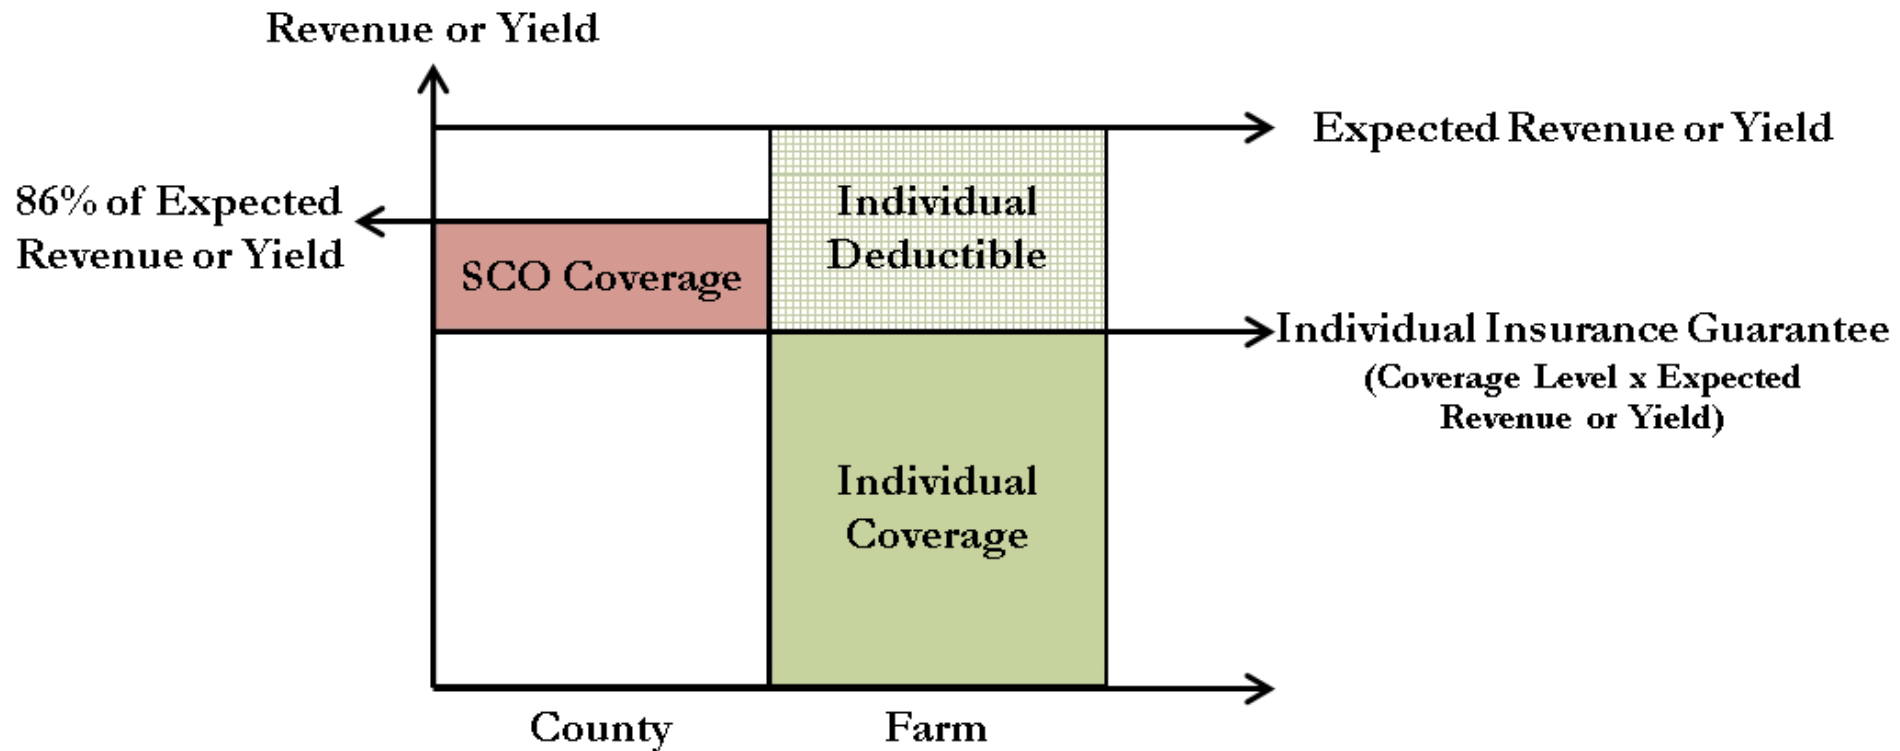 Revenue or Yield
Expected Revenue or Yield
86% of Expected
Revenue or Yield
Individual
Deductible
SCO Coverage
Individual Insurance Guarantee
(Coverage Level x Expected
Revenue or Yield)
Individual
Coverage
County
Farm